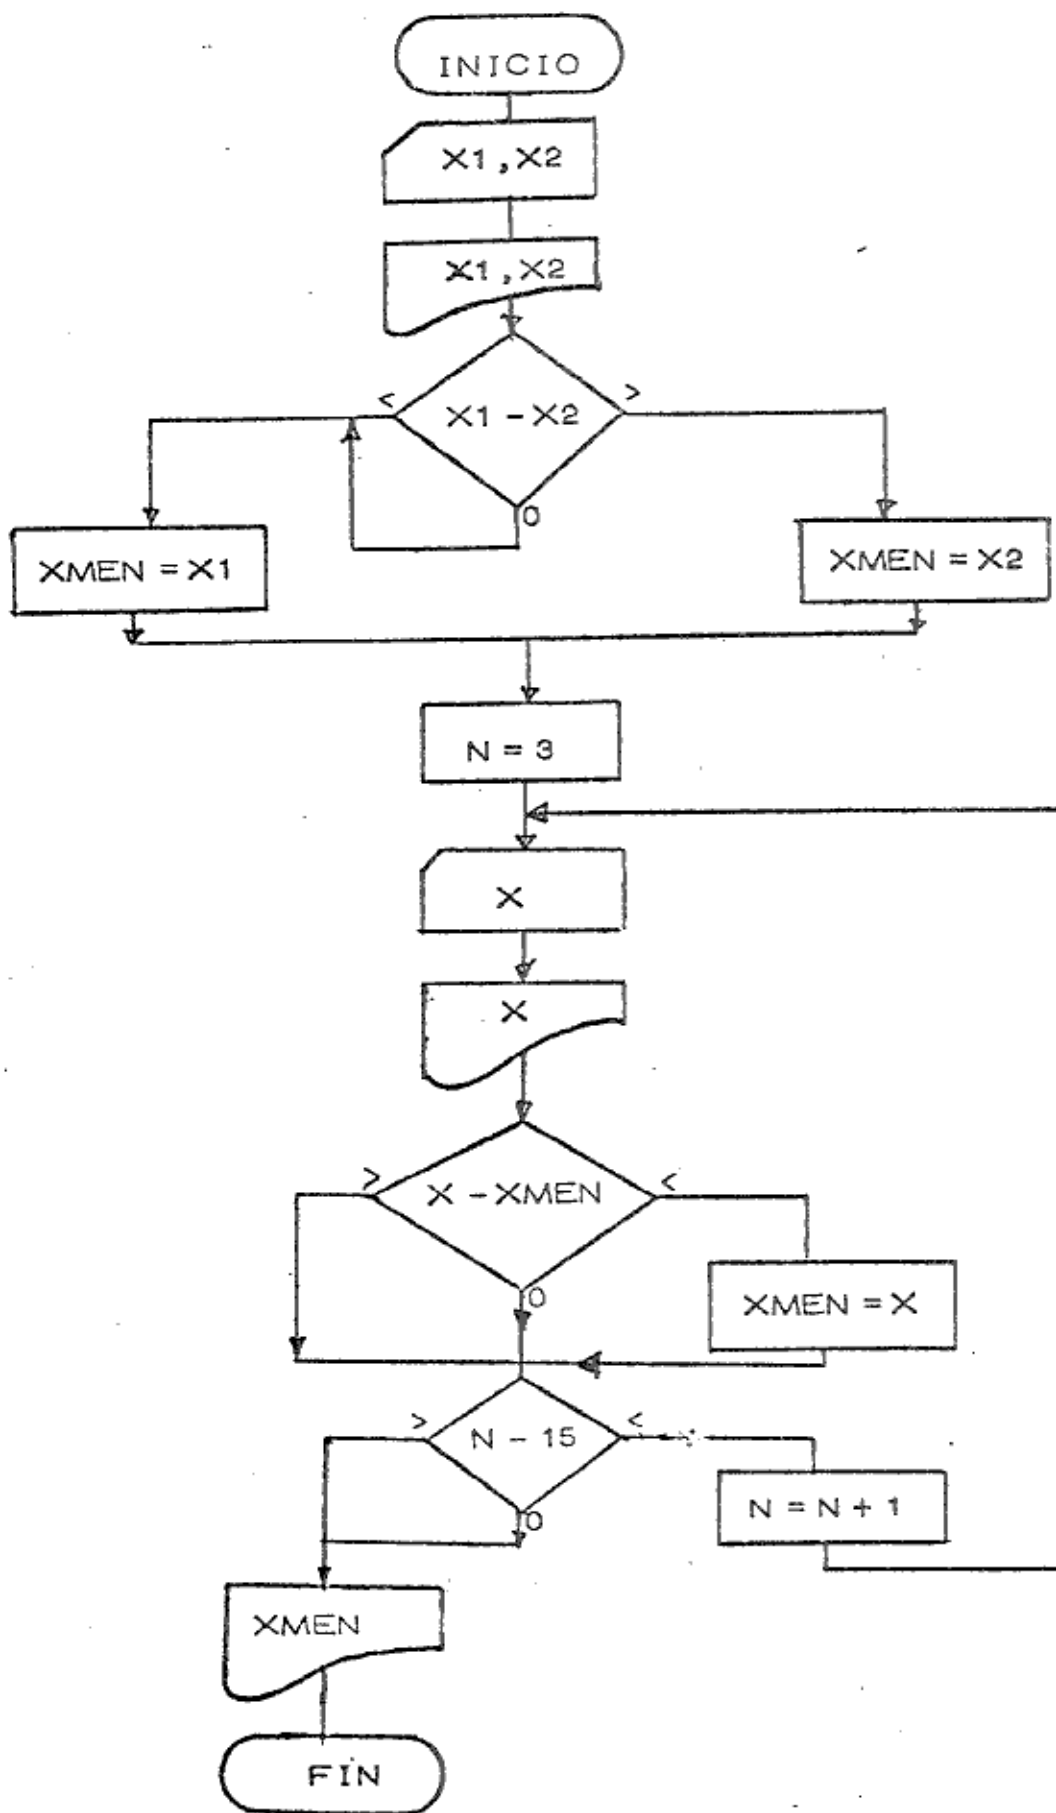 INICIO
X1,X2
X1,X2
< X1 - X2 >
0
XMEN = X1
XMEN = X2
N = 3
X
X
> X - XMEN <
0
XMEN = X
> N - 15 <
0
N = N + 1
XMEN
FIN